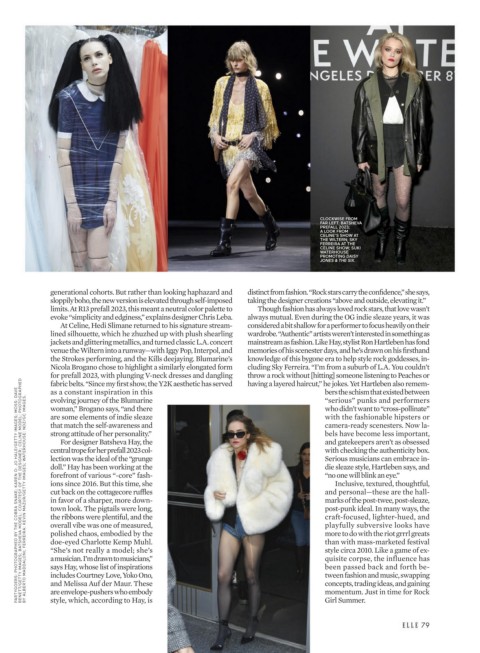 E WILTE
NGELES D
ER 8
CLOCKWISE FROM
FAR LEFT: BATSHEVA
PREFALL 2023;
A LOOK FROM
CELINE'S SHOW AT
THE WILTERN; SKY
FERREIRA AT THE
CELINE SHOW; SUKI
WATERHOUSE
PROMOTING DAISY
JONES & THE SIX.
generational cohorts. But rather than looking haphazard and
sloppily boho, the new version is elevated through self-imposed
limits. At R13 prefall 2023, this meant a neutral color palette to
evoke "simplicity and edginess," explains designer Chris Leba.
At Celine, Hedi Slimane returned to his signature stream-
lined silhouette, which he zhuzhed up with plush shearling
jackets and glittering metallics, and turned classic L.A. concert
venue the Wiltern into a runway—with Iggy Pop, Interpol, and
the Strokes performing, and the Kills deejaying. Blumarine's
Nicola Brognano chose to highlight a similarly elongated form
for prefall 2023, with plunging V-neck dresses and dangling
fabric belts. "Since my first show, the Y2K aesthetic has served
as a constant inspiration in this
evolving journey of the Blumarine
woman," Brognano says, "and there
are some elements of indie sleaze
that match the self-awareness and
strong attitude of her personality."
For designer Batsheva Hay, the
central trope for her prefall 2023 col-
lection was the ideal of the "grunge
doll." Hay has been working at the
forefront of various "-core" fash-
ions since 2016. But this time, she
cut back on the cottagecore ruffles
in favor of a sharper, more down-
town look. The pigtails were long,
the ribbons were plentiful, and the
overall vibe was one of measured,
polished chaos, embodied by the
doe-eyed Charlotte Kemp Muhl.
"She's not really a model; she's
a musician. I'm drawn to musicians,"
says Hay, whose list of inspirations
includes Courtney Love, Yoko Ono,
and Melissa Auf der Maur. These
are envelope-pushers who embody
style, which, according to Hay, is
distinct from fashion. "Rock stars carry the confidence," she says,
taking the designer creations "above and outside, elevating it."
Though fashion has always loved rock stars, that love wasn't
always mutual. Even during the OG indie sleaze years, it was
considered a bit shallow for a performer to focus heavily on their
wardrobe. "Authentic" artists weren't interested in something as
mainstream as fashion. Like Hay, stylist Ron Hartleben has fond
memories of his scenester days, and he's drawn on his firsthand
knowledge of this bygone era to help style rock goddesses, in-
cluding Sky Ferreira. "I'm from a suburb of L.A. You couldn't
throw a rock without [hitting] someone listening to Peaches or
having a layered haircut," he jokes. Yet Hartleben also remem-
bers the schism that existed between
"serious" punks and performers
who didn't want to "cross-pollinate"
with the fashionable hipsters or
camera-ready scenesters. Now la-
bels have become less important,
and gatekeepers aren't as obsessed
with checking the authenticity box.
Serious musicians can embrace in-
die sleaze style, Hartleben says, and
"no one will blink an eye."
Inclusive, curated, thoughtful,
and personal—these are the hall-
marks of the post-twee, post-sleaze,
post-punk ideal. In many ways, the
craft-focused, lighter-hued, and
playfully subversive looks have
more to do with the riot grrrl greats
than with mass-marketed festival
style circa 2010. Like a game of ex-
quisite corpse, the influence has
been passed back and forth be-
tween fashion and music, swapping
concepts, trading ideas, and gaining
momentum. Just in time for Rock
Girl Summer.
ELLE 79